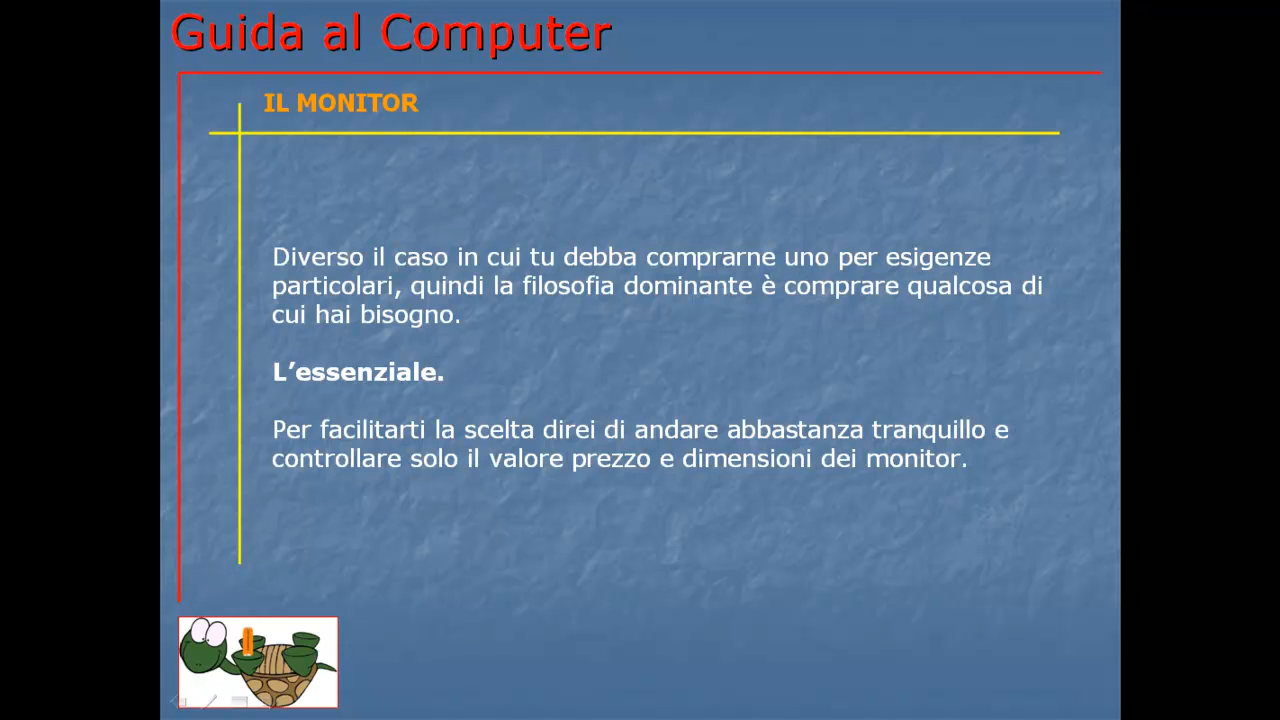 Guida al Computer
IL MONITOR
Diverso il caso in cui tu debba comprarne uno per esigenze
particolari, quindi la filosofia dominante è comprare qualcosa di
cui hai bisogno.
L’essenziale.
Per facilitarti la scelta direi di andare abbastanza tranquillo e
controllare solo il valore prezzo e dimensioni dei monitor.